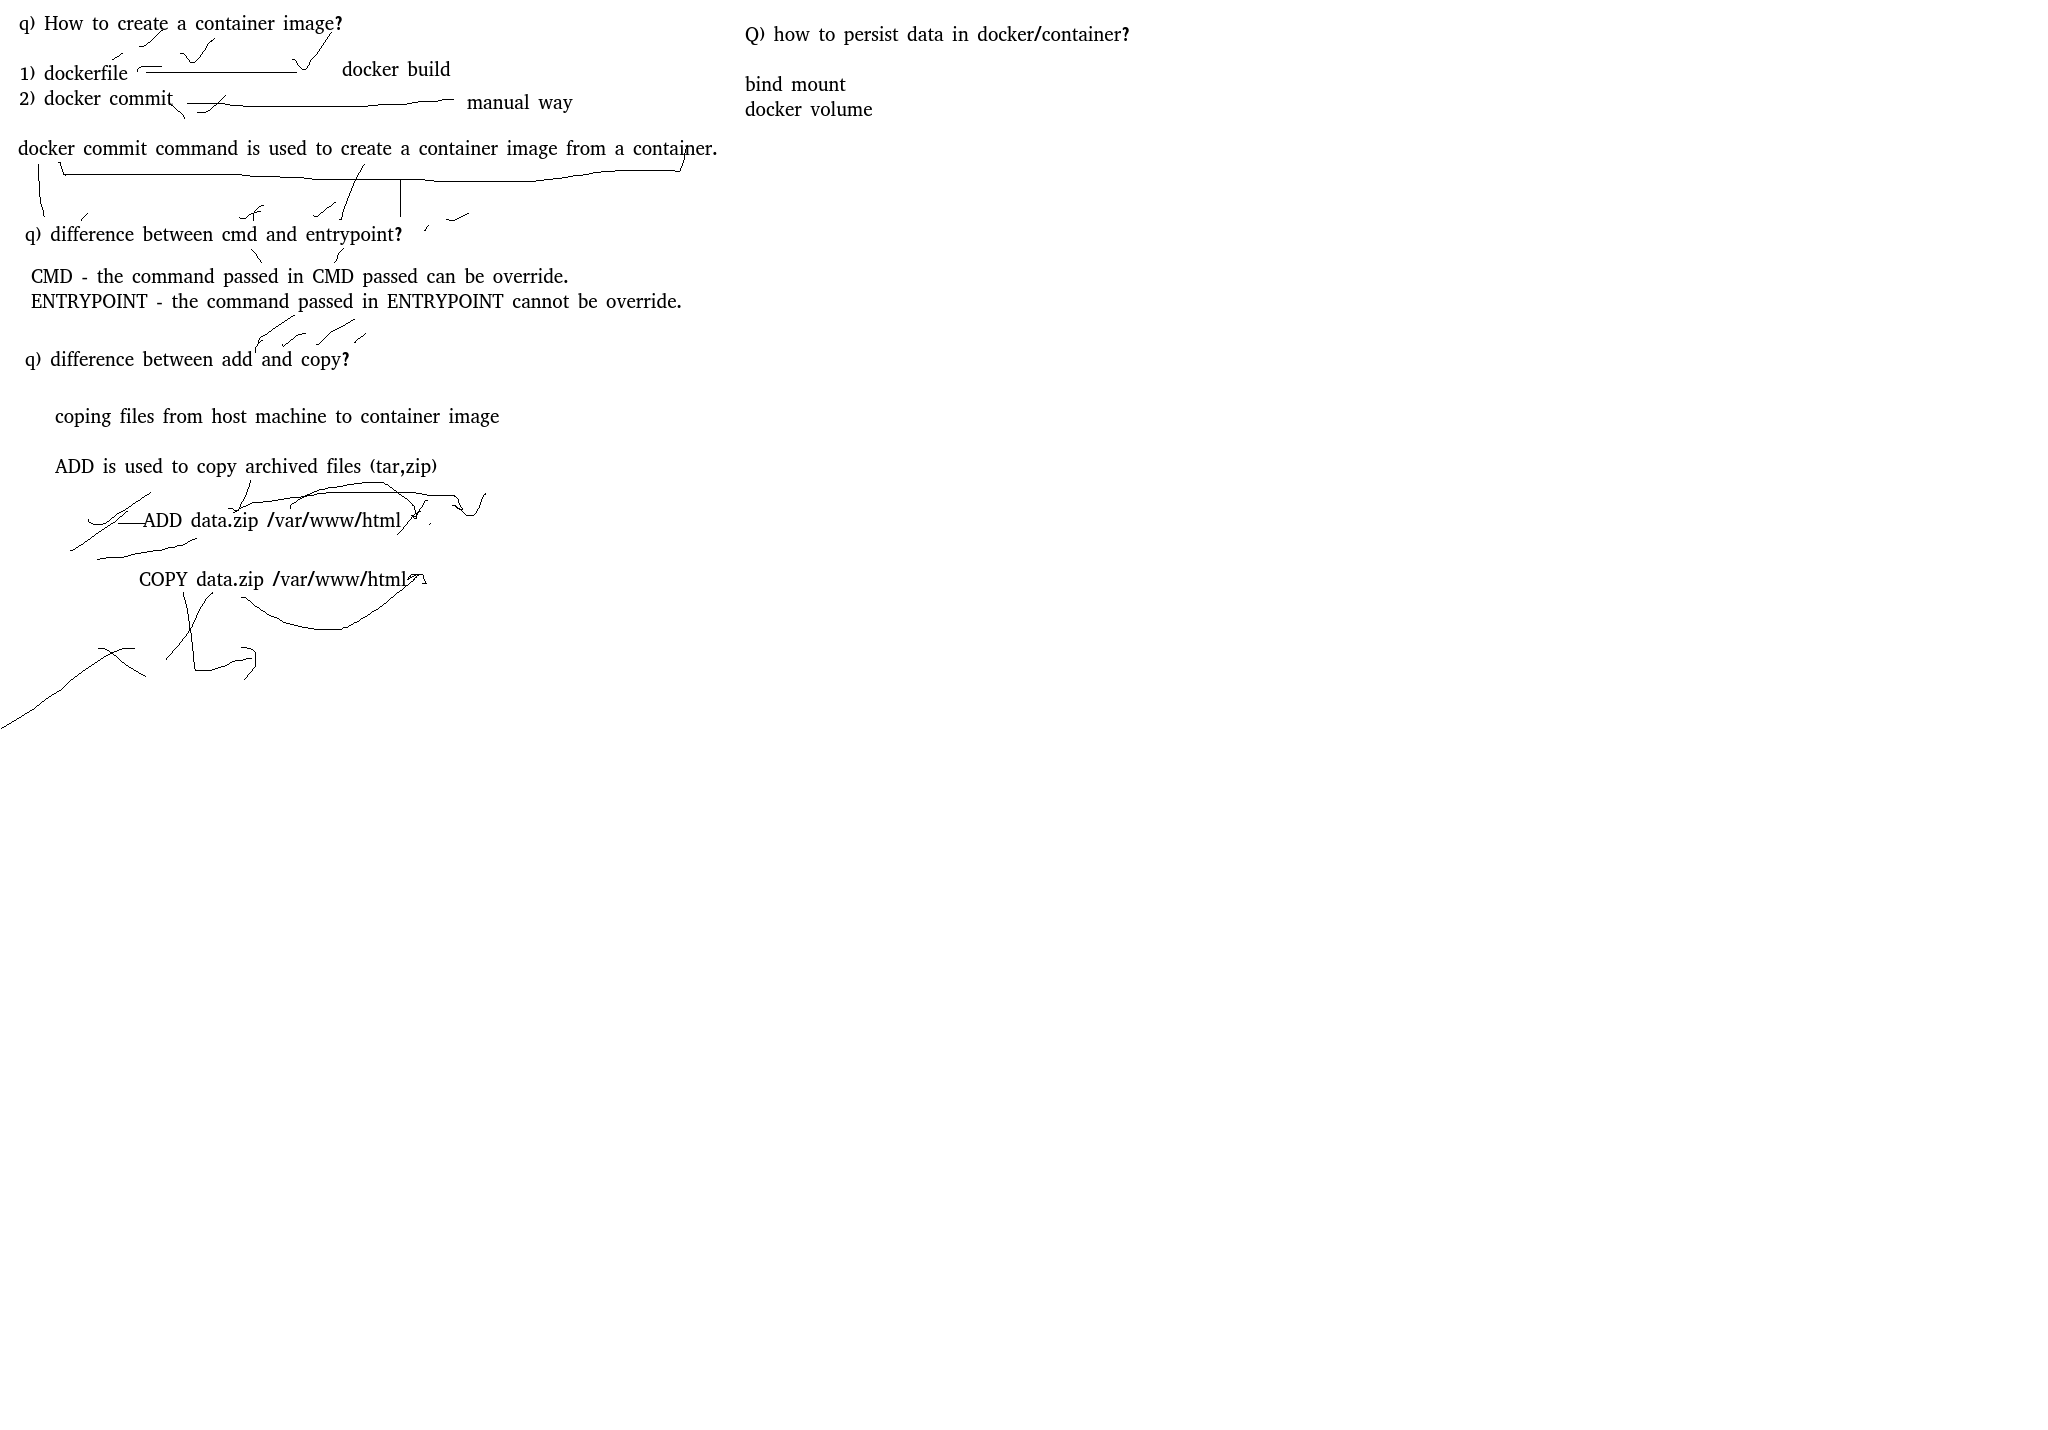 q) How to create a container image?
1) dockerfile docker build
2) docker commit manual way
docker commit command is used to create a container image from a container.
q) difference between cmd and entrypoint?
CMD - the command passed in CMD passed can be override.
ENTRYPOINT - the command passed in ENTRYPOINT cannot be override.
q) difference between add and copy?
coping files from host machine to container image
ADD is used to copy archived files (tar,zip)
ADD data.zip /var/www/html
COPY data.zip /var/www/html
Q) how to persist data in docker/container?
bind mount
docker volume